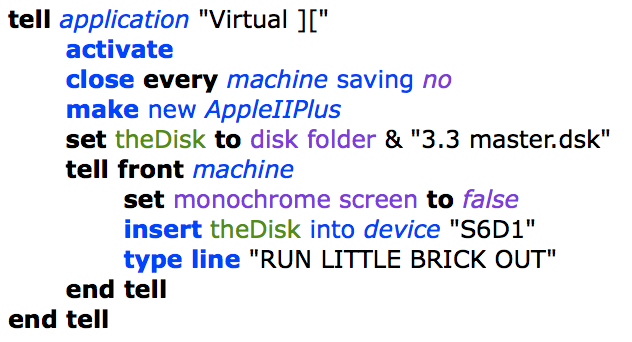 tell application "Virtual ]["
activate
close every machine saving no
make new AppleIIPlus
set theDisk to disk folder & "3.3 master.dsk"
tell front machine
set monochrome screen to false
insert theDisk into device "S6D1"
type line "RUN LITTLE BRICK OUT"
end tell
end tell